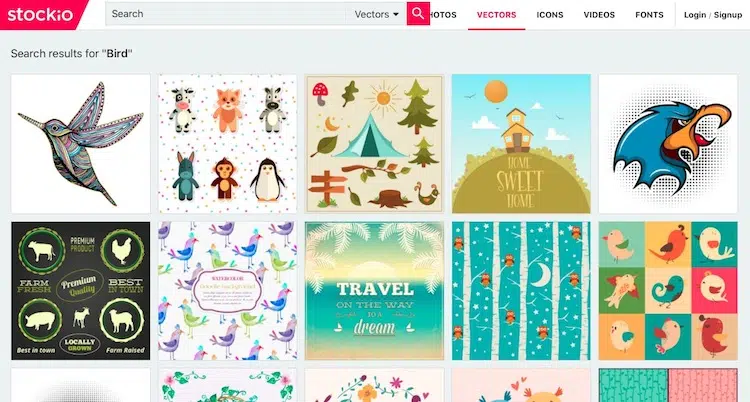 stockio
Search
Vectors
HOTOS
VECTORS
ICONS
VIDEOS
FONTS
Login / Signup
Search results for "Bird"
HOME
SWEET
HOME
PREMIUM
PRODUCT
FARM
FRESH
Premium
Quality
BEST
IN TOWN
LOCALLY
GROWN
Best in town
Farm Raised
WATERCOLOR
TRAVEL
ON THE WAY
TO A
dream